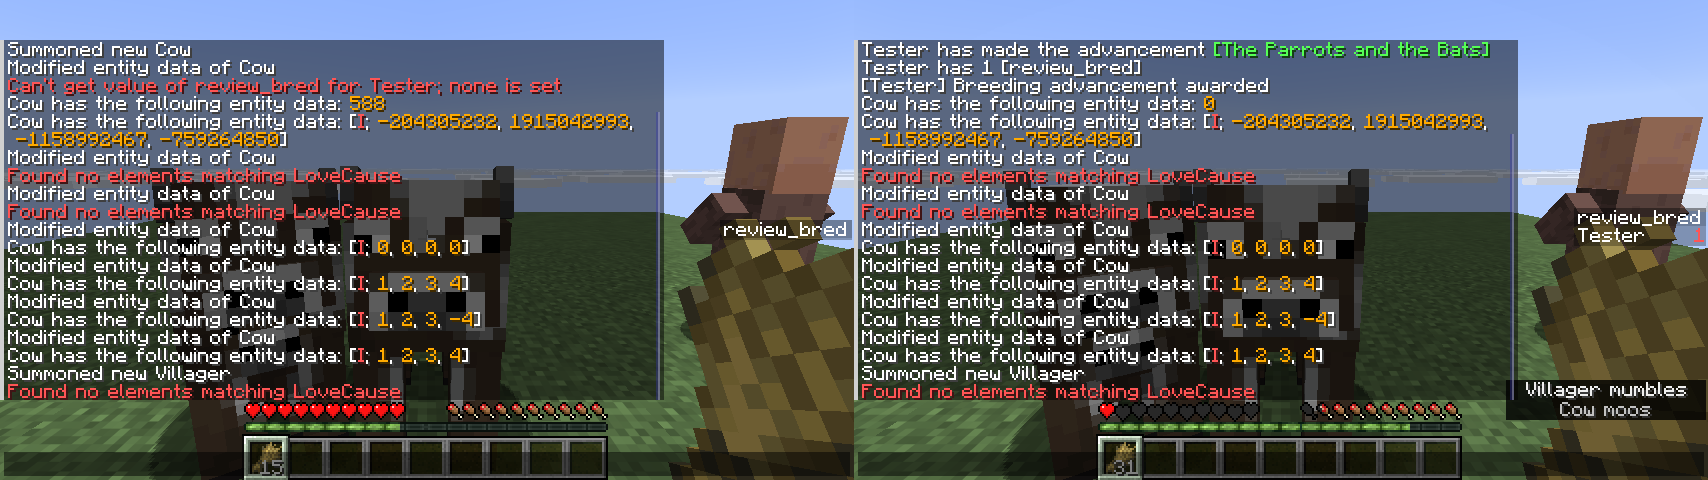 Summoned new Cow
Modified entity data of Cow
Can't get value of review_bred for Tester; none is set
Cow has the following entity data: 588
Cow has the following entity data: [I; -204305232, 1915042993,
-1158992467, -759264850]
Modified entity data of Cow
Found no elements matching LoveCause
Modified entity data of Cow
Found no elements matching LoveCause
Modified entity data of Cow
Cow has the following entity data: [I; 0, 0, 0, 0]
Modified entity data of Cow
Cow has the following entity data: [I; 1, 2, 3, 4]
Modified entity data of Cow
Cow has the following entity data: [I; 1, 2, 3, -4]
Modified entity data of Cow
Cow has the following entity data: [I; 1, 2, 3, 4]
Summoned new Villager
Found no elements matching LoveCause
review_bred
15
Tester has made the advancement [The Parrots and the Bats]
Tester has 1 [review_bred]
[Tester] Breeding advancement awarded
Cow has the following entity data: 0
Cow has the following entity data: [I; -204305232, 1915042993,
-1158992467, -759264850]
Modified entity data of Cow
Found no elements matching LoveCause
Modified entity data of Cow
Found no elements matching LoveCause
Modified entity data of Cow
Cow has the following entity data: [I; 0, 0, 0, 0]
Modified entity data of Cow
Cow has the following entity data: [I; 1, 2, 3, 4]
Modified entity data of Cow
Cow has the following entity data: [I; 1, 2, 3, -4]
Modified entity data of Cow
Cow has the following entity data: [I; 1, 2, 3, 4]
Summoned new Villager
Found no elements matching LoveCause
review_bred
Tester 1
Villager mumbles
Cow moos
31